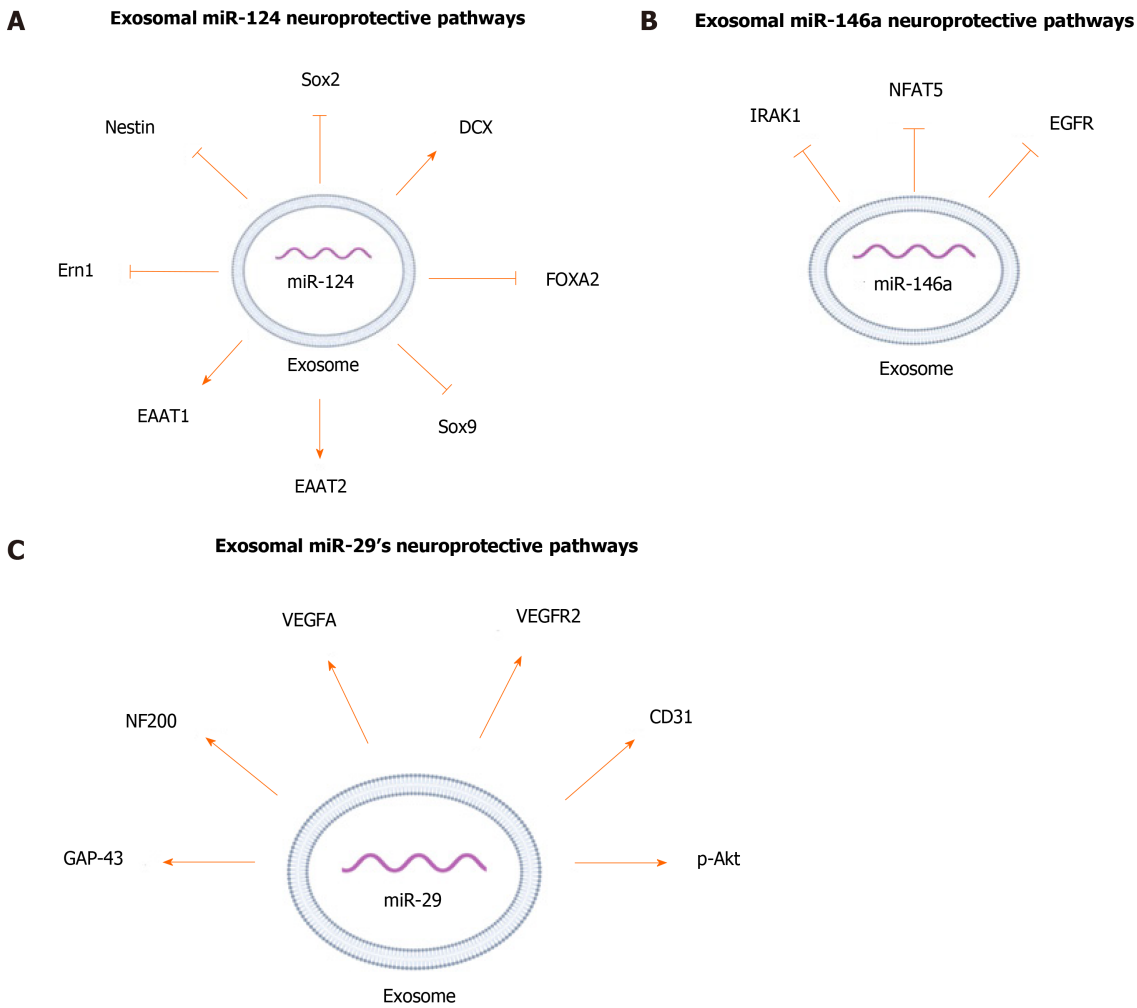 A
Exosomal miR-124 neuroprotective pathways
Sox2
Nestin
DCX
Ern1
FOXA2
miR-124
Exosome
EAAT1
Sox9
EAAT2
B
Exosomal miR-146a neuroprotective pathways
NFAT5
IRAK1
EGFR
miR-146a
Exosome
C
Exosomal miR-29’s neuroprotective pathways
VEGFA
VEGFR2
NF200
CD31
GAP-43
p-Akt
miR-29
Exosome